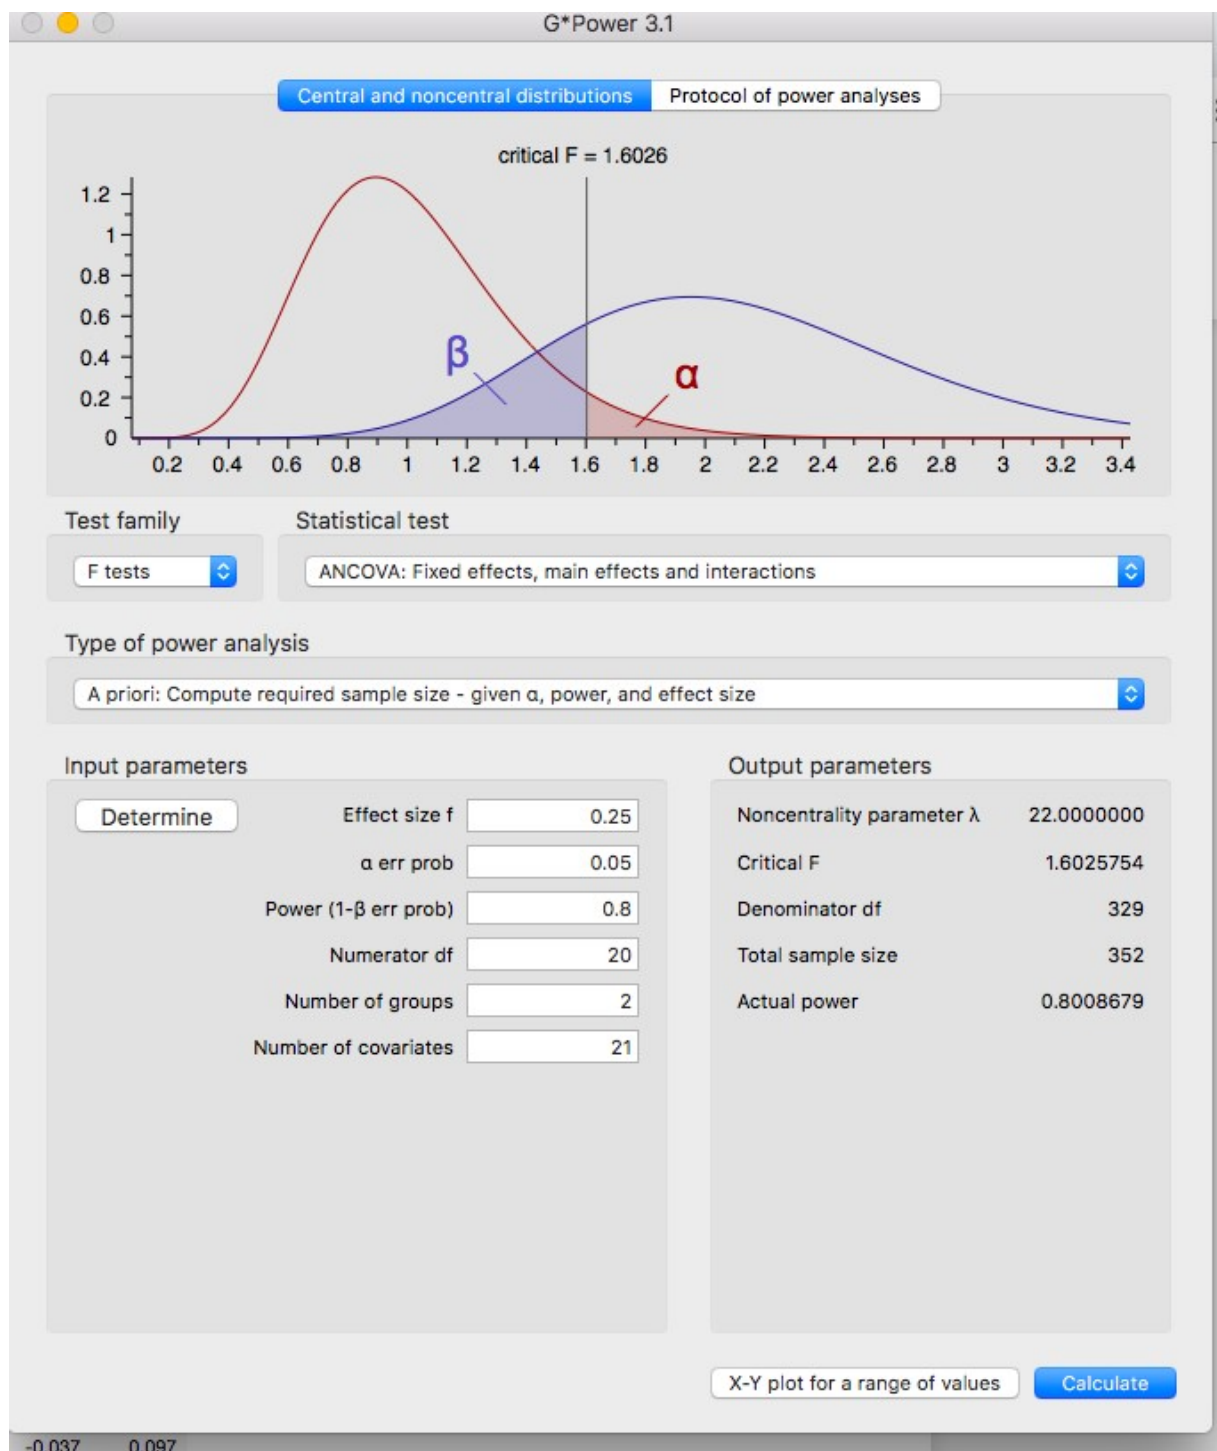 G*Power 3.1
Central and noncentral distributions
Protocol of power analyses
critical F = 1.6026
1.2
1
0.8
0.6
0.4
0.2
0
β
α
0.2 0.4 0.6 0.8 1 1.2 1.4 1.6 1.8 2 2.2 2.4 2.6 2.8 3 3.2 3.4
Test family
Statistical test
F tests
ANCOVA: Fixed effects, main effects and interactions
Type of power analysis
A priori: Compute required sample size - given α, power, and effect size
Input parameters
Determine
Effect size f 0.25
α err prob 0.05
Power (1-β err prob) 0.8
Numerator df 20
Number of groups 2
Number of covariates 21
Output parameters
Noncentrality parameter λ 22.0000000
Critical F 1.6025754
Denominator df 329
Total sample size 352
Actual power 0.8008679
X-Y plot for a range of values
Calculate
-0.037 0.097